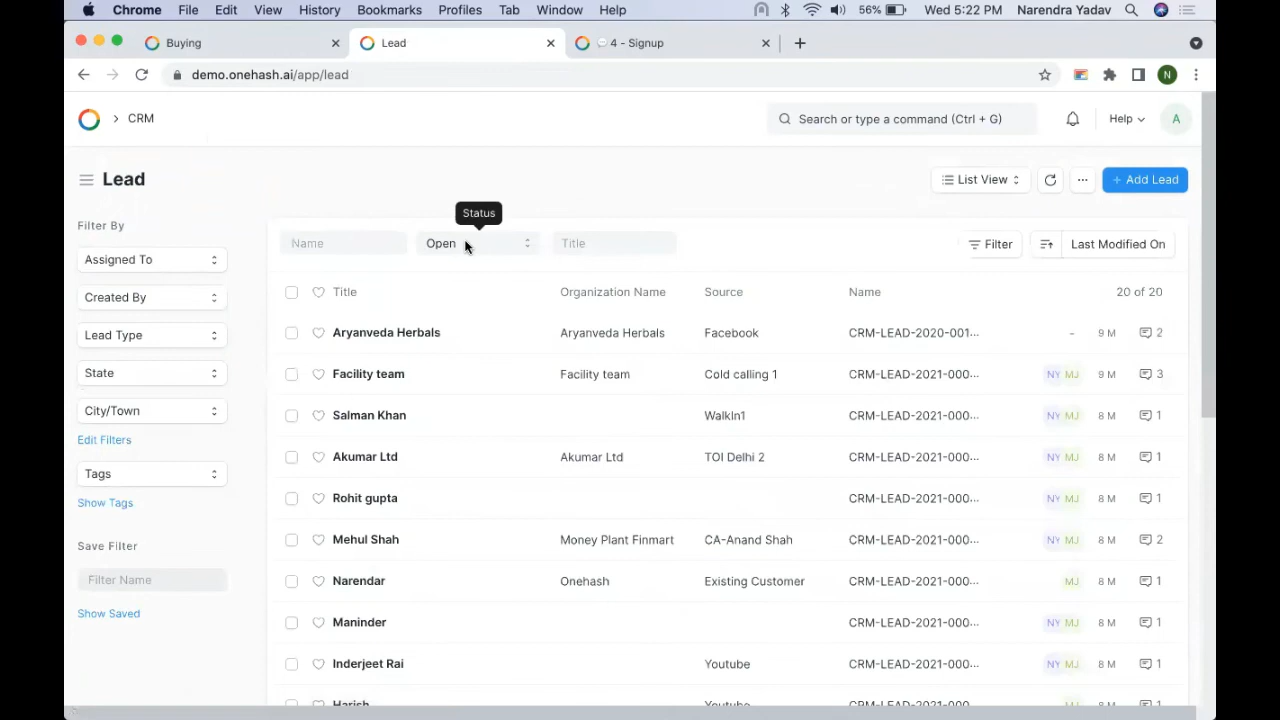 Chrome File Edit View History Bookmarks Profiles Tab Window Help 56% Wed 5:22 PM Narendra Yadav
Buying Lead 4 - Signup
demo.onehash.ai/app/lead N
CRM Search or type a command (Ctrl + G) Help A
Lead List View + Add Lead
Status
Filter By Name Open Title Filter Last Modified On
Assigned To
Title Organization Name Source Name 20 of 20
Created By
Aryanveda Herbals Aryanveda Herbals Facebook CRM-LEAD-2020-001... - 9 M 2
Lead Type
Facility team Facility team Cold calling 1 CRM-LEAD-2021-000... NY MJ 9 M 3
State
Salman Khan WalkIn1 CRM-LEAD-2021-000... NY MJ 8 M 1
City/Town
Edit Filters
Akumar Ltd Akumar Ltd TOI Delhi 2 CRM-LEAD-2021-000... NY MJ 8 M 1
Tags
Show Tags
Rohit gupta CRM-LEAD-2021-000... NY MJ 8 M 1
Save Filter
Mehul Shah Money Plant Finmart CA-Anand Shah CRM-LEAD-2021-000... NY MJ 8 M 2
Filter Name
Narendar Onehash Existing Customer CRM-LEAD-2021-000... MJ 8 M 1
Show Saved
Maninder CRM-LEAD-2021-000... NY MJ 8 M 1
Inderjeet Rai Youtube CRM-LEAD-2021-000... NY MJ 8 M 1
Harish Youtube CRM-LEAD-2021-000... MJ 8 M 1